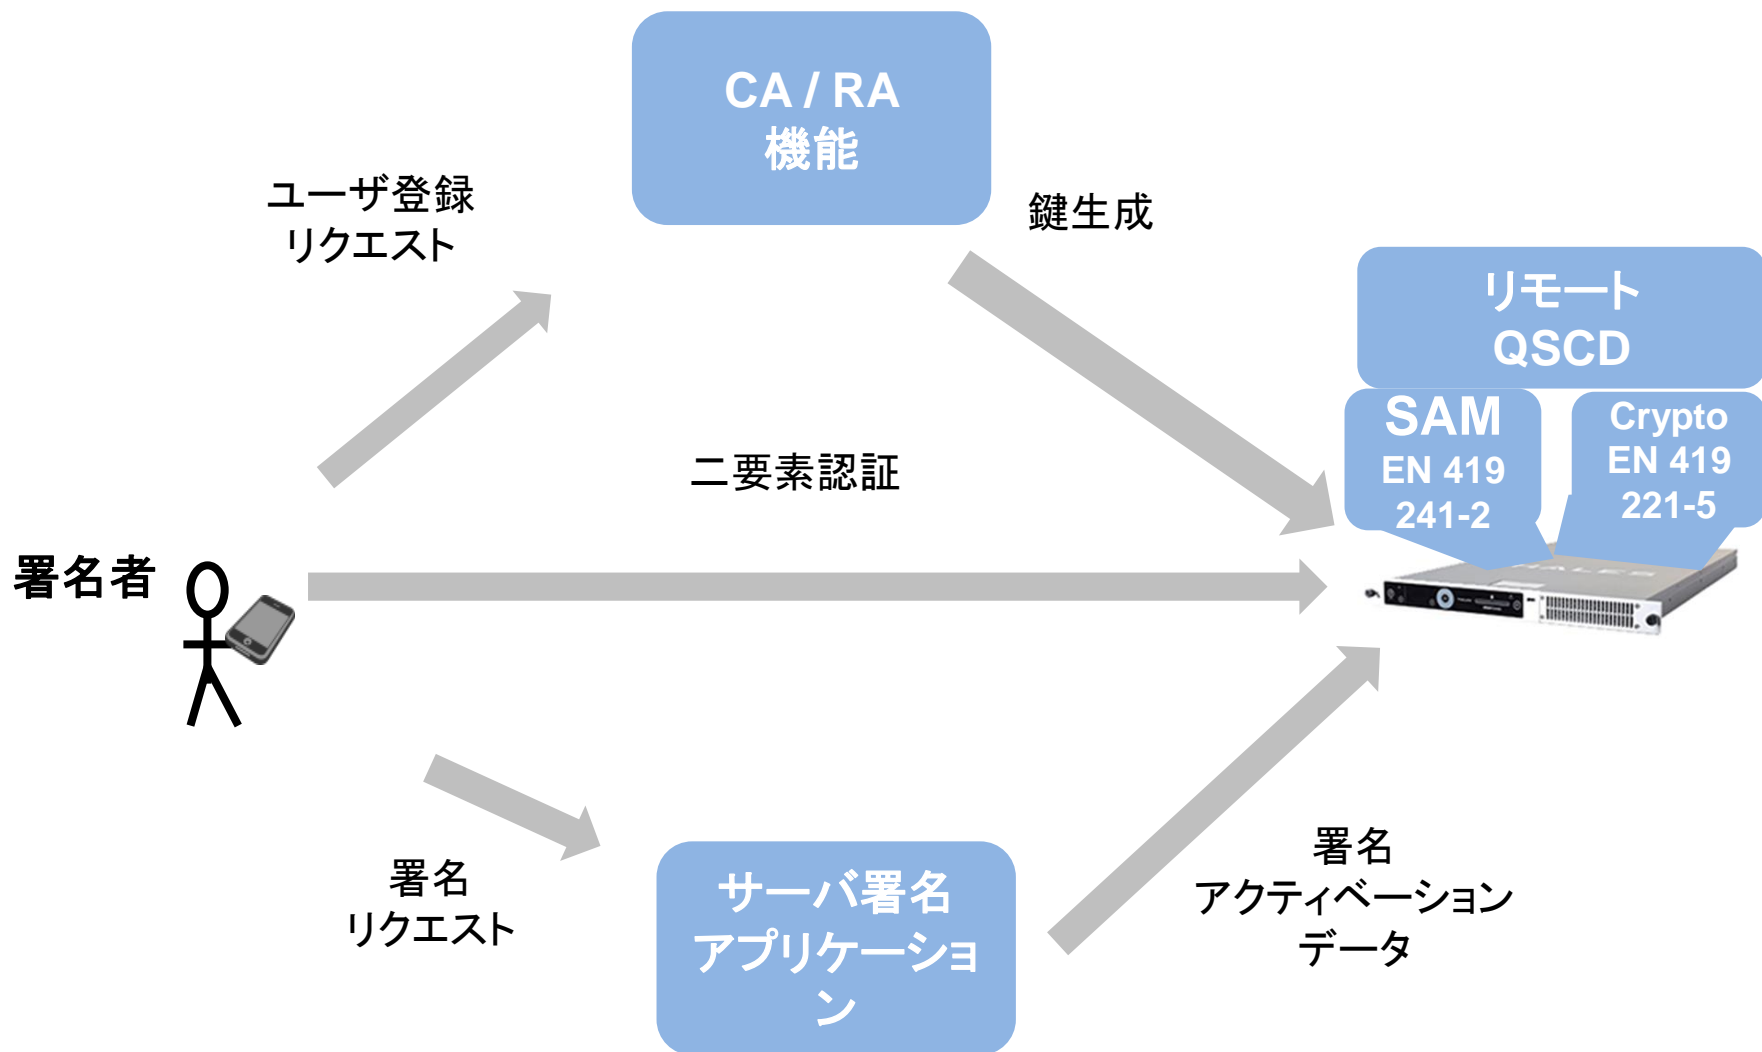 CA / RA
機能
ユーザ登録
リクエスト
鍵生成
リモート
QSCD
SAM
EN 419
241-2
Crypto
EN 419
221-5
二要素認証
署名者
署名
リクエスト
サーバ署名
アプリケーショ
ン
署名
アクティベーション
データ